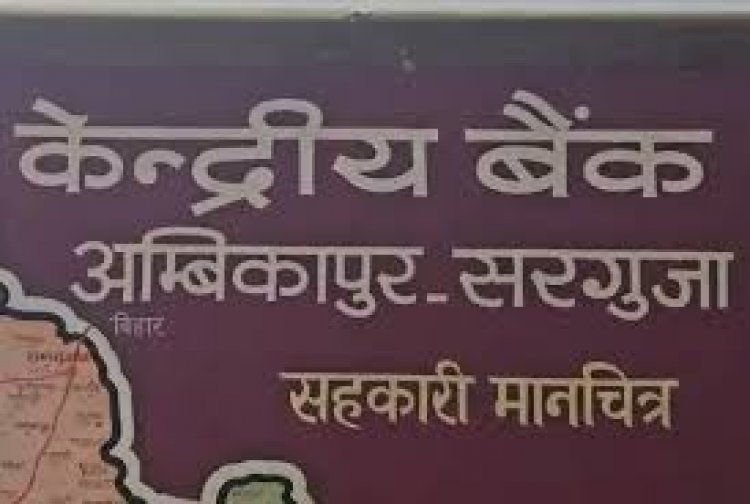 केन्द्रीय बैंक
अम्बिकापुर-सरगुजा
बिहार
सहकारी मानचित्र